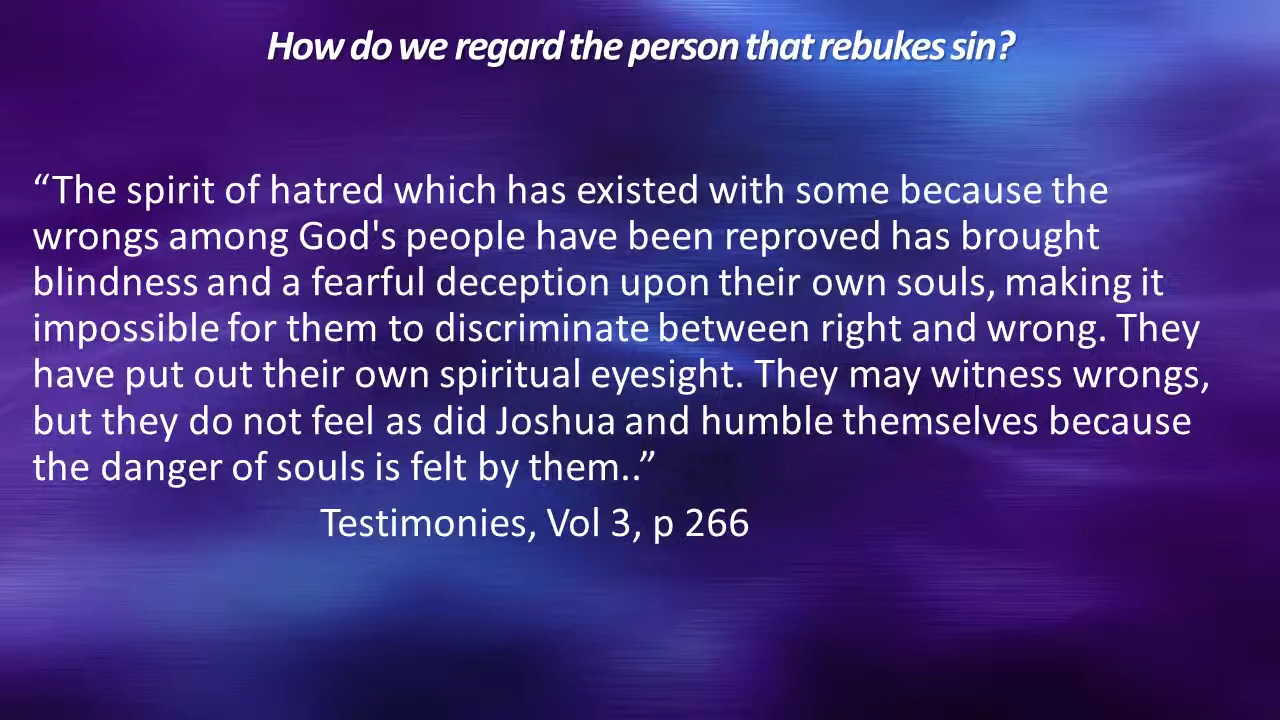 How do we regard the person that rebukes sin?
“The spirit of hatred which has existed with some because the
wrongs among God's people have been reproved has brought
blindness and a fearful deception upon their own souls, making it
impossible for them to discriminate between right and wrong. They
have put out their own spiritual eyesight. They may witness wrongs,
but they do not feel as did Joshua and humble themselves because
the danger of souls is felt by them..”
Testimonies, Vol 3, p 266